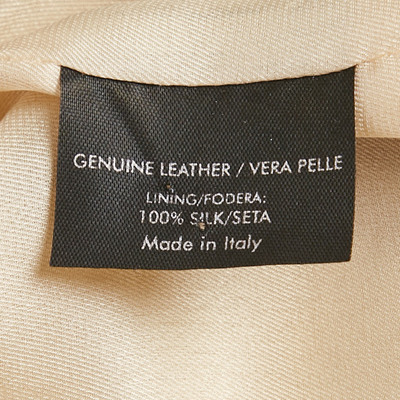 GENUINE LEATHER / VERA PELLE
LINING/FODERA:
100% SILK/SETA
Made in Italy